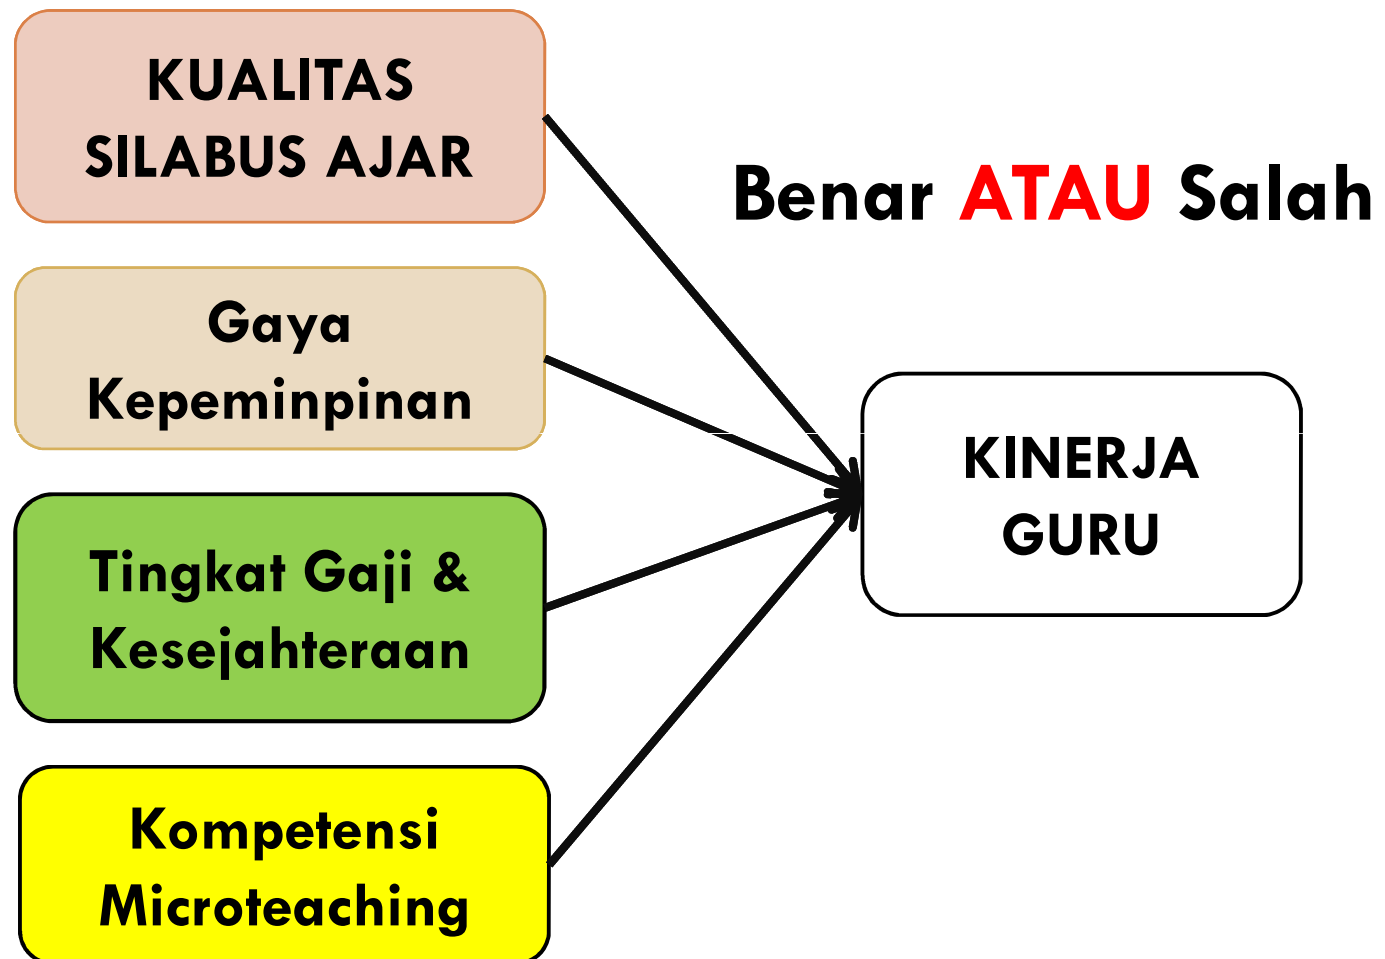 KUALITAS
SILABUS AJAR
Benar ATAU Salah
Gaya
Kepeminpinan
KINERJA
GURU
Tingkat Gaji &
Kesejahteraan
Kompetensi
Microteaching